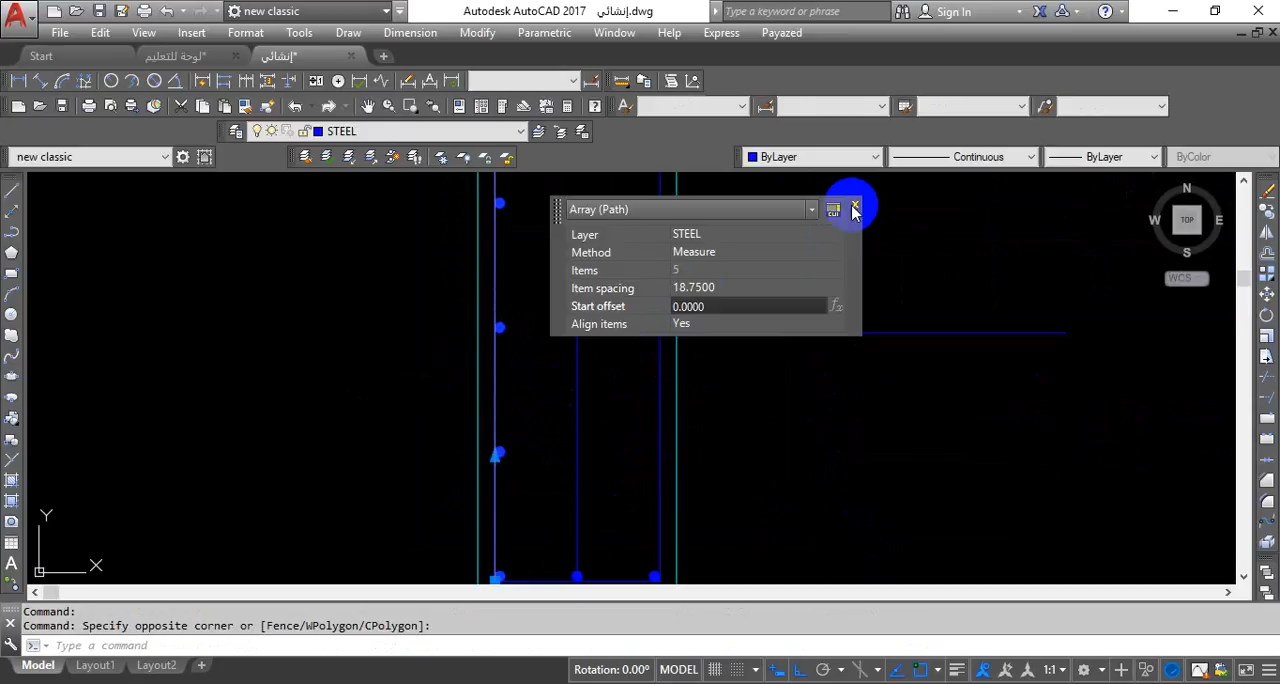 new classic
Autodesk AutoCAD 2017 إنشائي.dwg
Type a keyword or phrase
Sign In
File Edit View Insert Format Tools Draw Dimension Modify Parametric Window Help Express Payazed
Start
لوحة للتعليم*
إنشائي*
STEEL
new classic
ByLayer
Continuous
ByLayer
ByColor
Array (Path)
CUI
Layer STEEL
Method Measure
Items 5
Item spacing 18.7500
Start offset 0.0000
Align items Yes
N
W TOP E
S
WCS
Y
X
Command:
Command: Specify opposite corner or [Fence/WPolygon/CPolygon]:
Type a command
Model Layout1 Layout2
Rotation: 0.00° MODEL 1:1